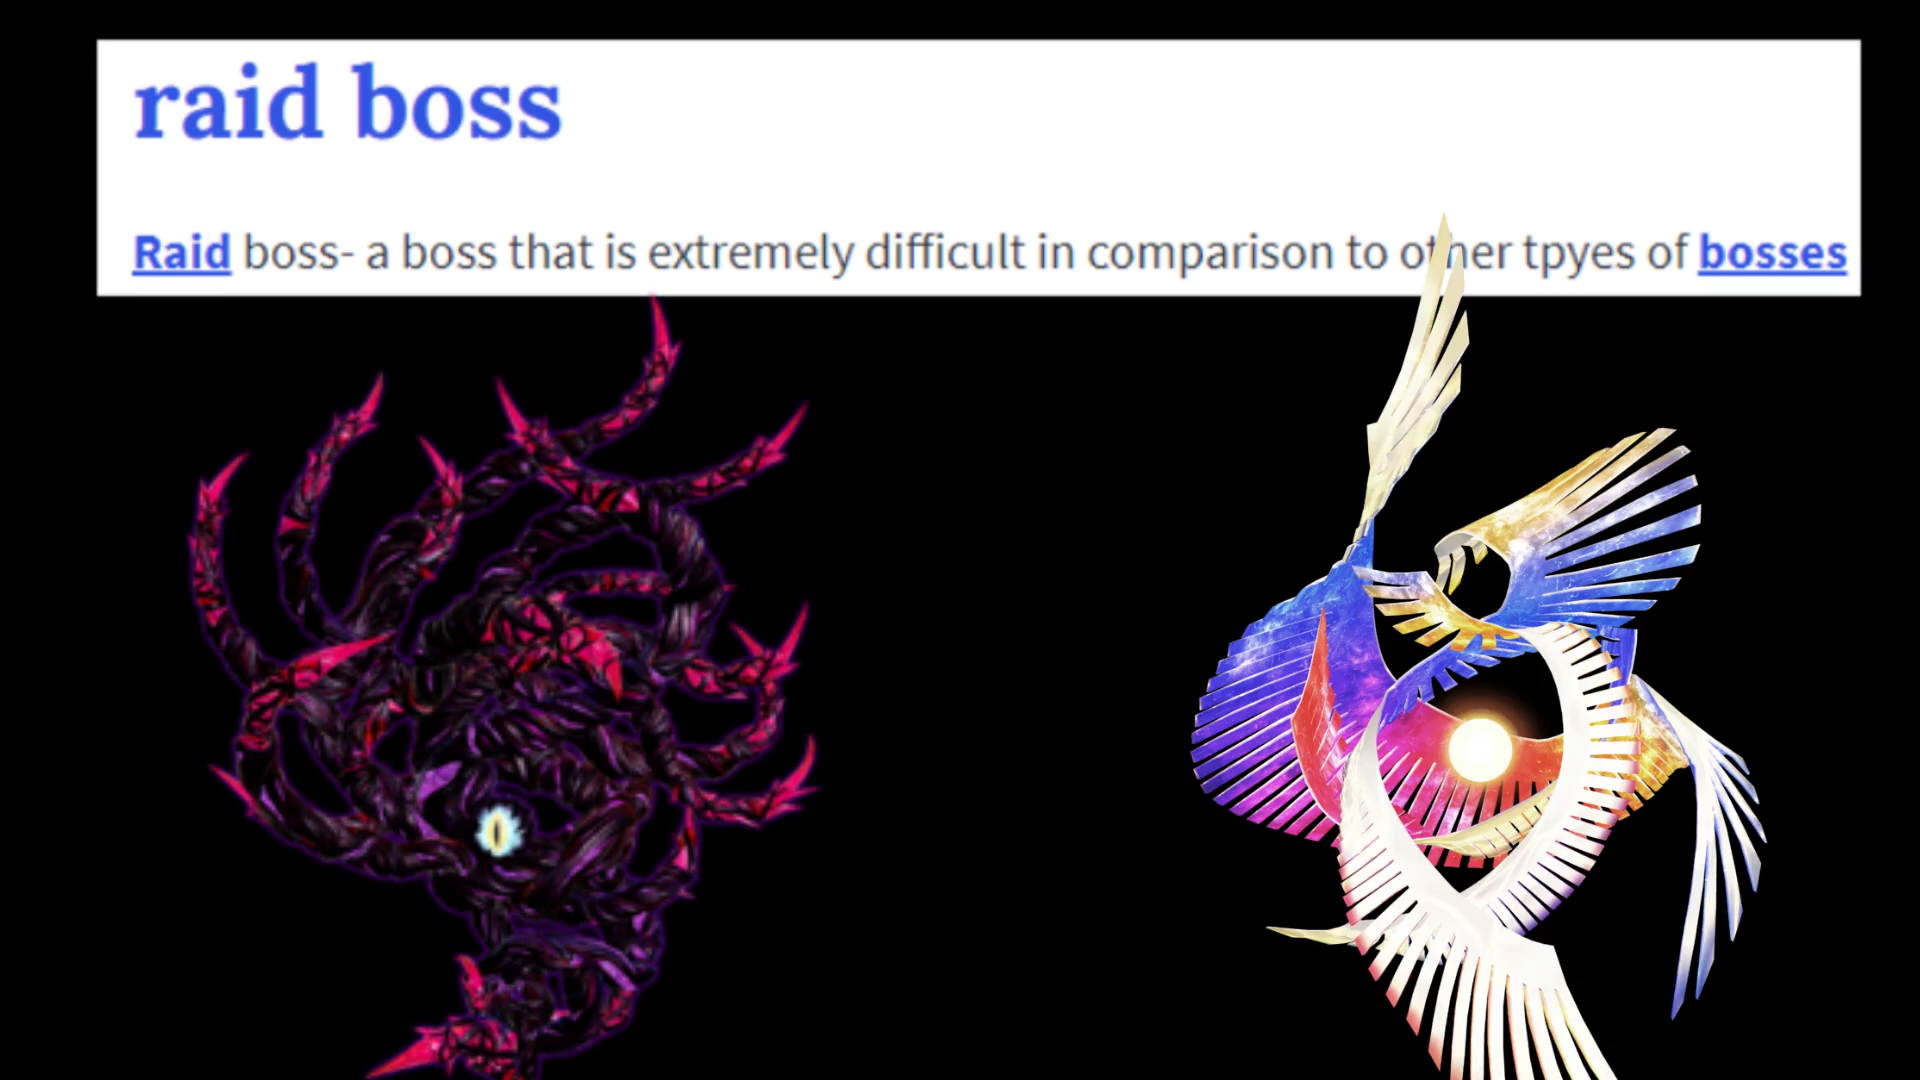 raid boss
Raid boss- a boss that is extremely difficult in comparison to other tpyes of bosses